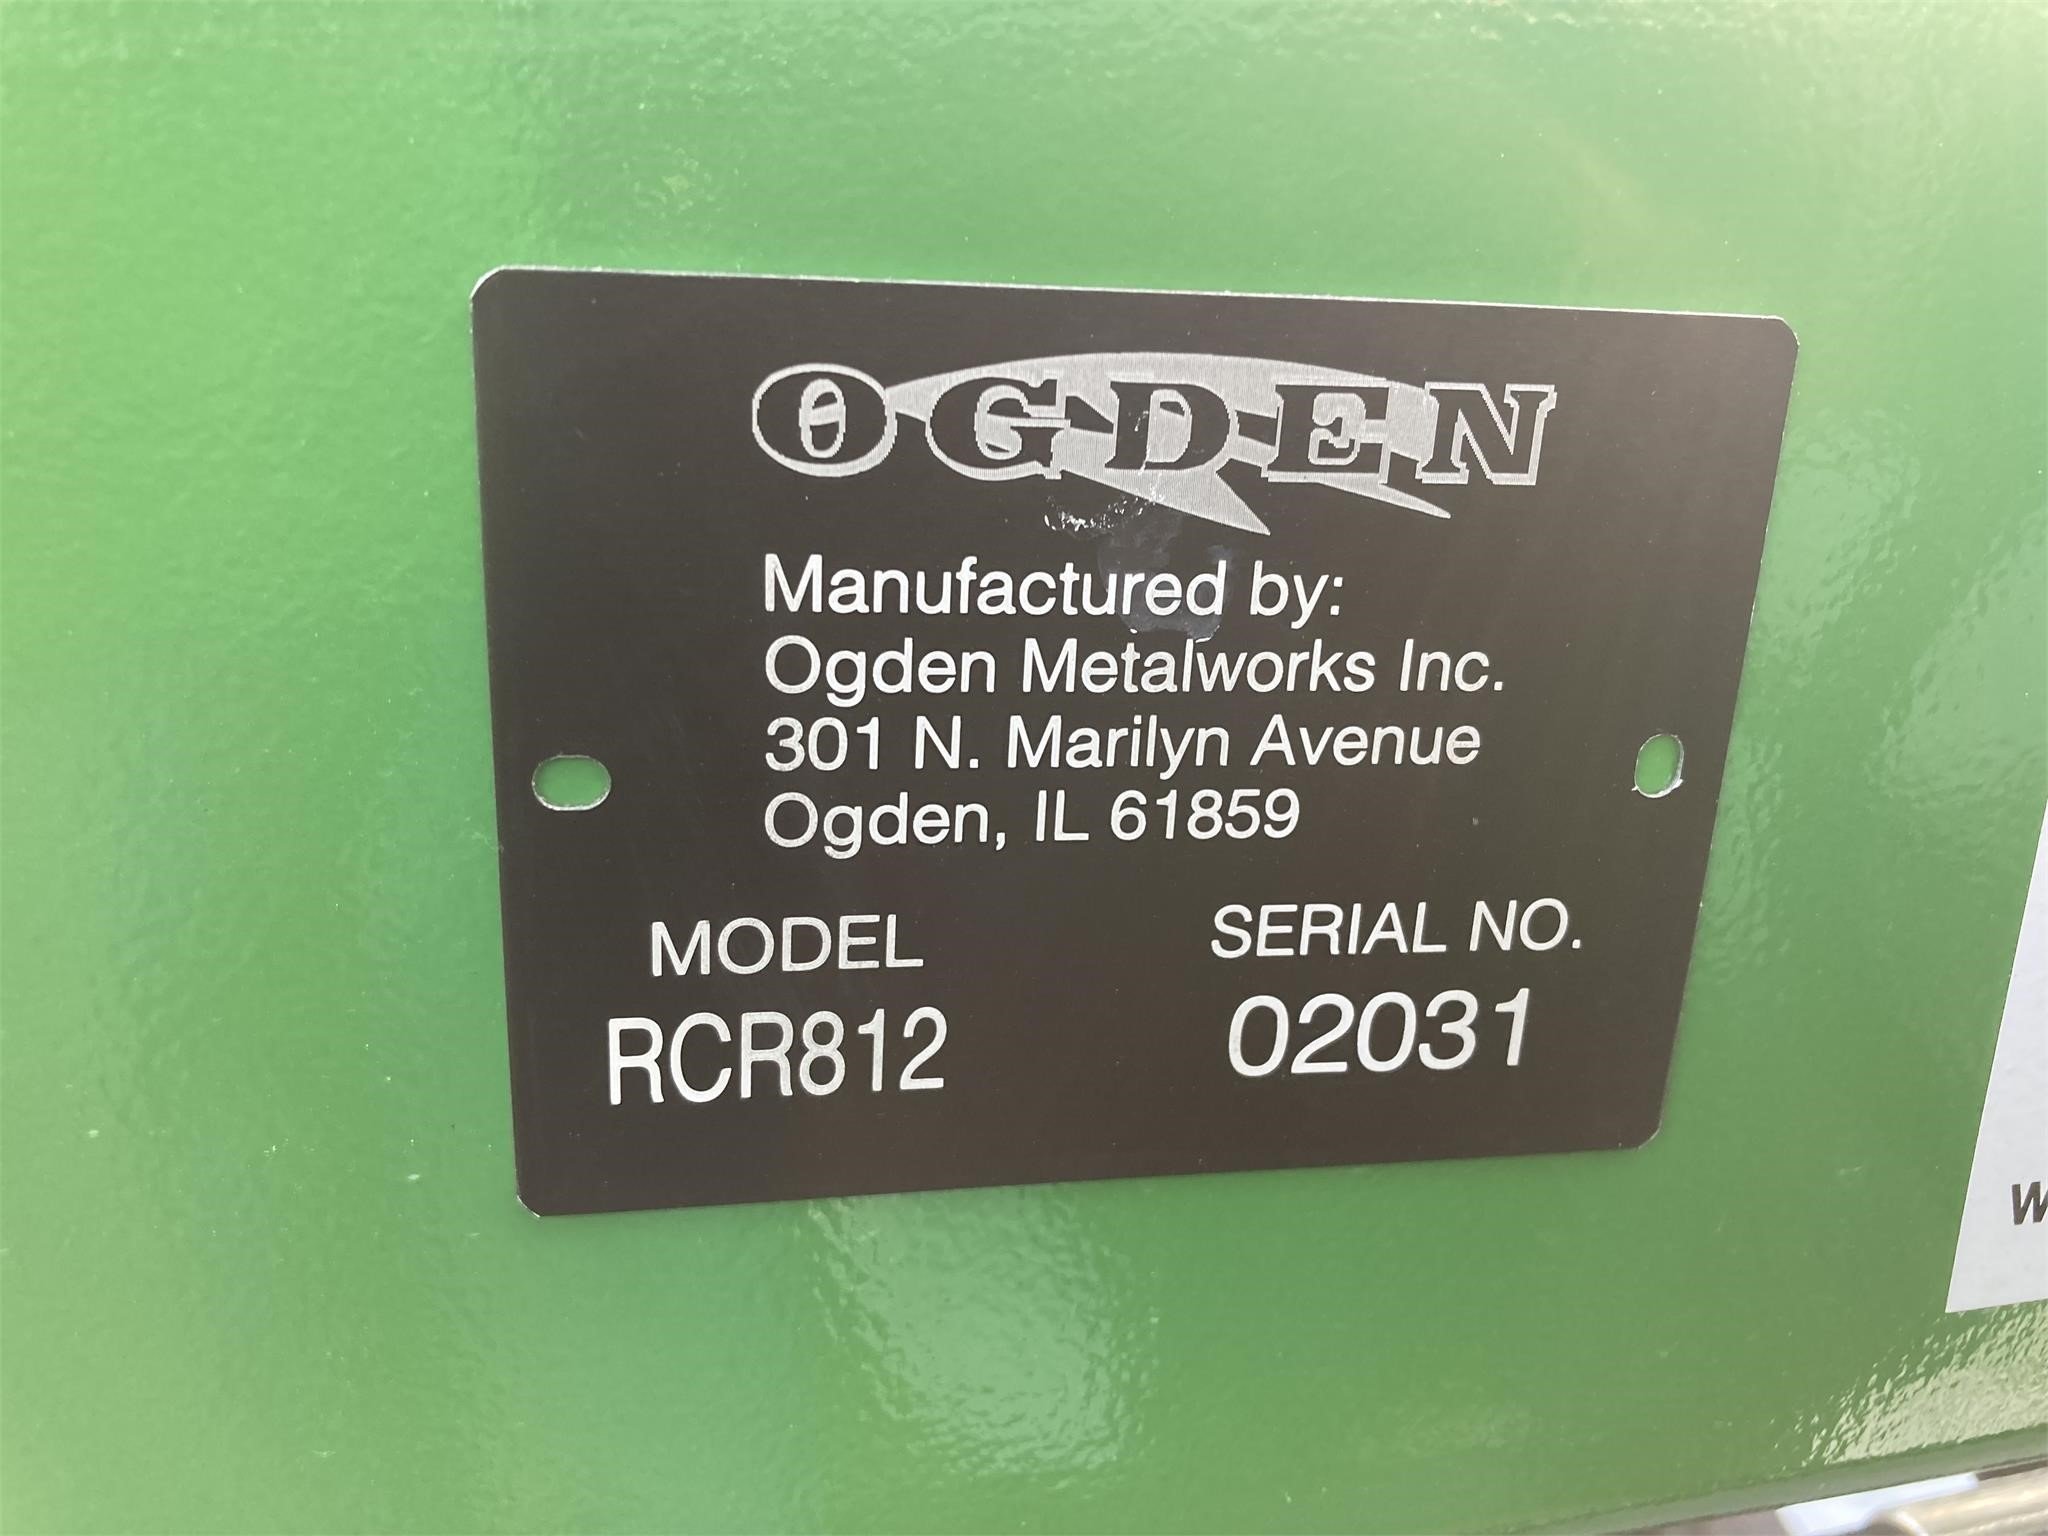 OGDEN
Manufactured by:
Ogden Metalworks Inc.
301 N. Marilyn Avenue
Ogden, IL 61859
MODEL SERIAL NO.
RCR812 02031